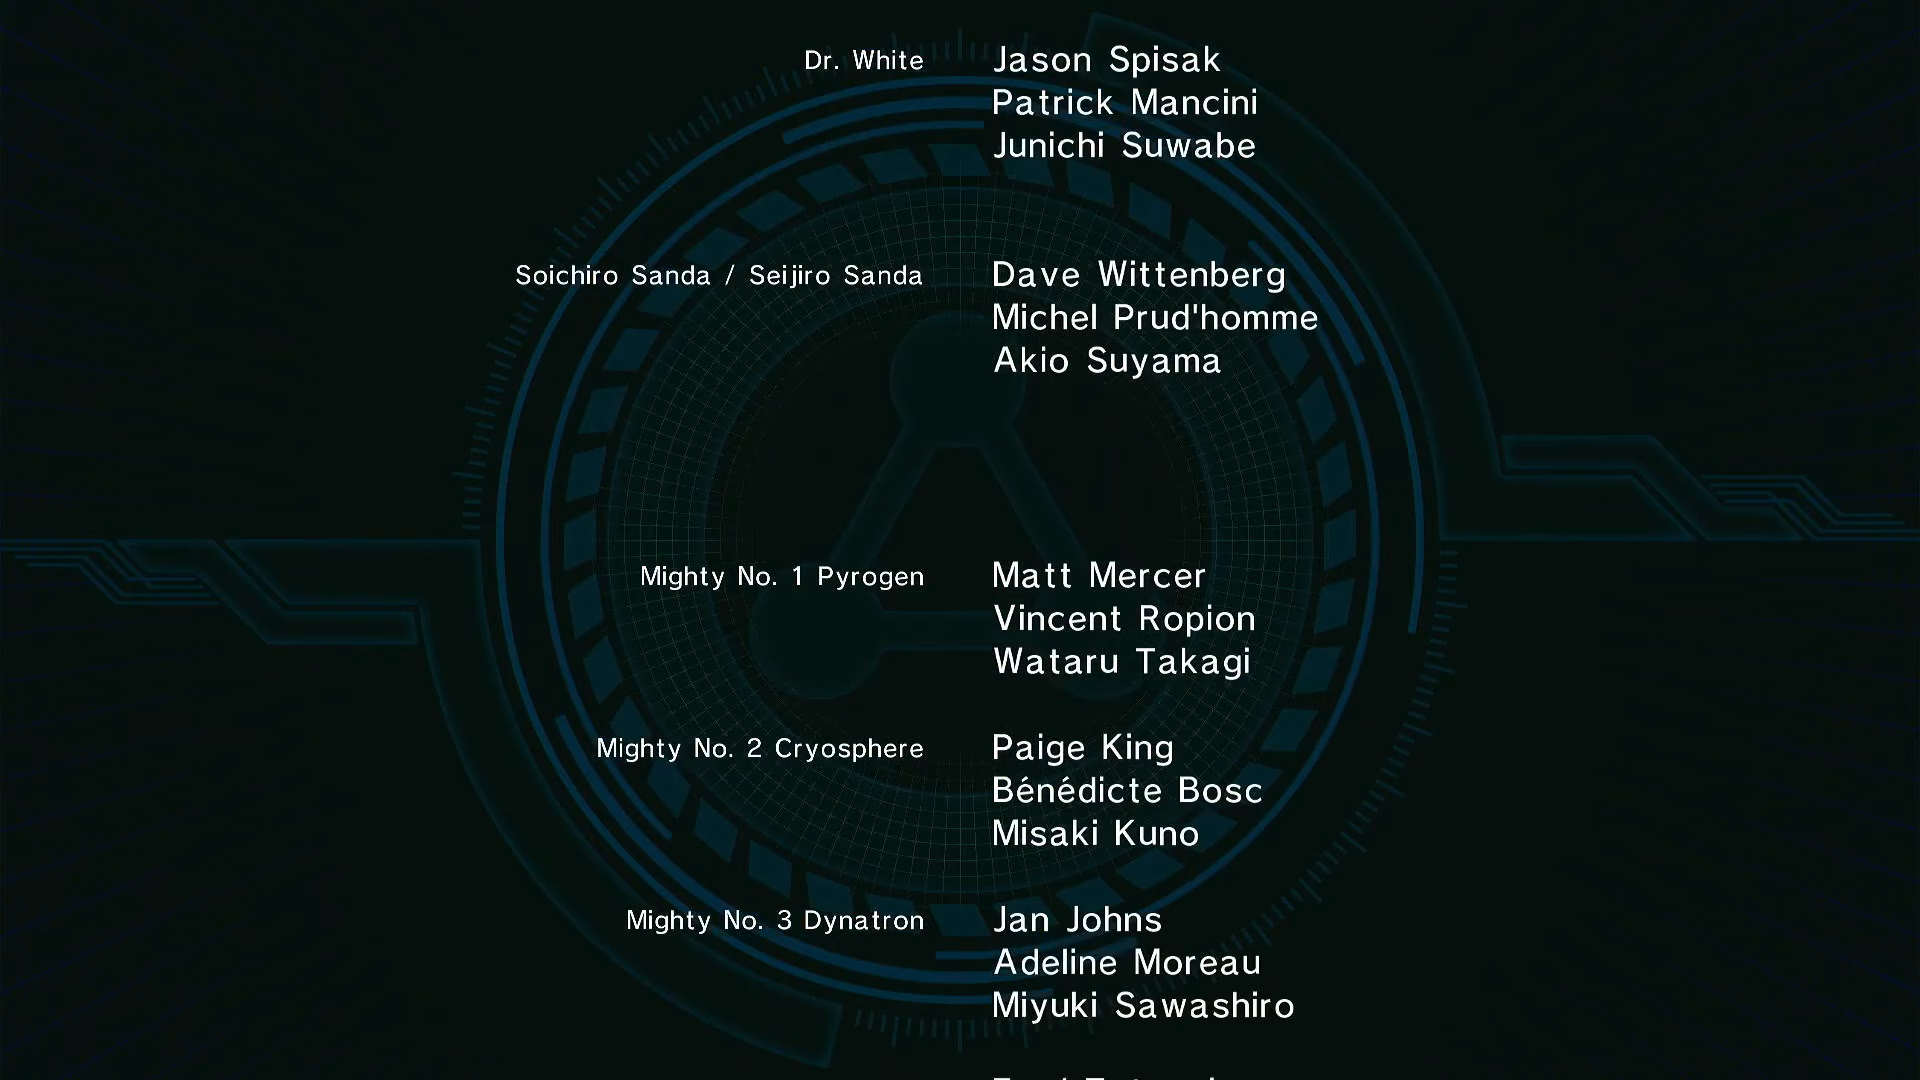 Dr. White Jason Spisak
Patrick Mancini
Junichi Suwabe
Soichiro Sanda / Seijiro Sanda Dave Wittenberg
Michel Prud'homme
Akio Suyama
Mighty No. 1 Pyrogen Matt Mercer
Vincent Ropion
Wataru Takagi
Mighty No. 2 Cryosphere Paige King
Bénédicte Bosc
Misaki Kuno
Mighty No. 3 Dynatron Jan Johns
Adeline Moreau
Miyuki Sawashiro